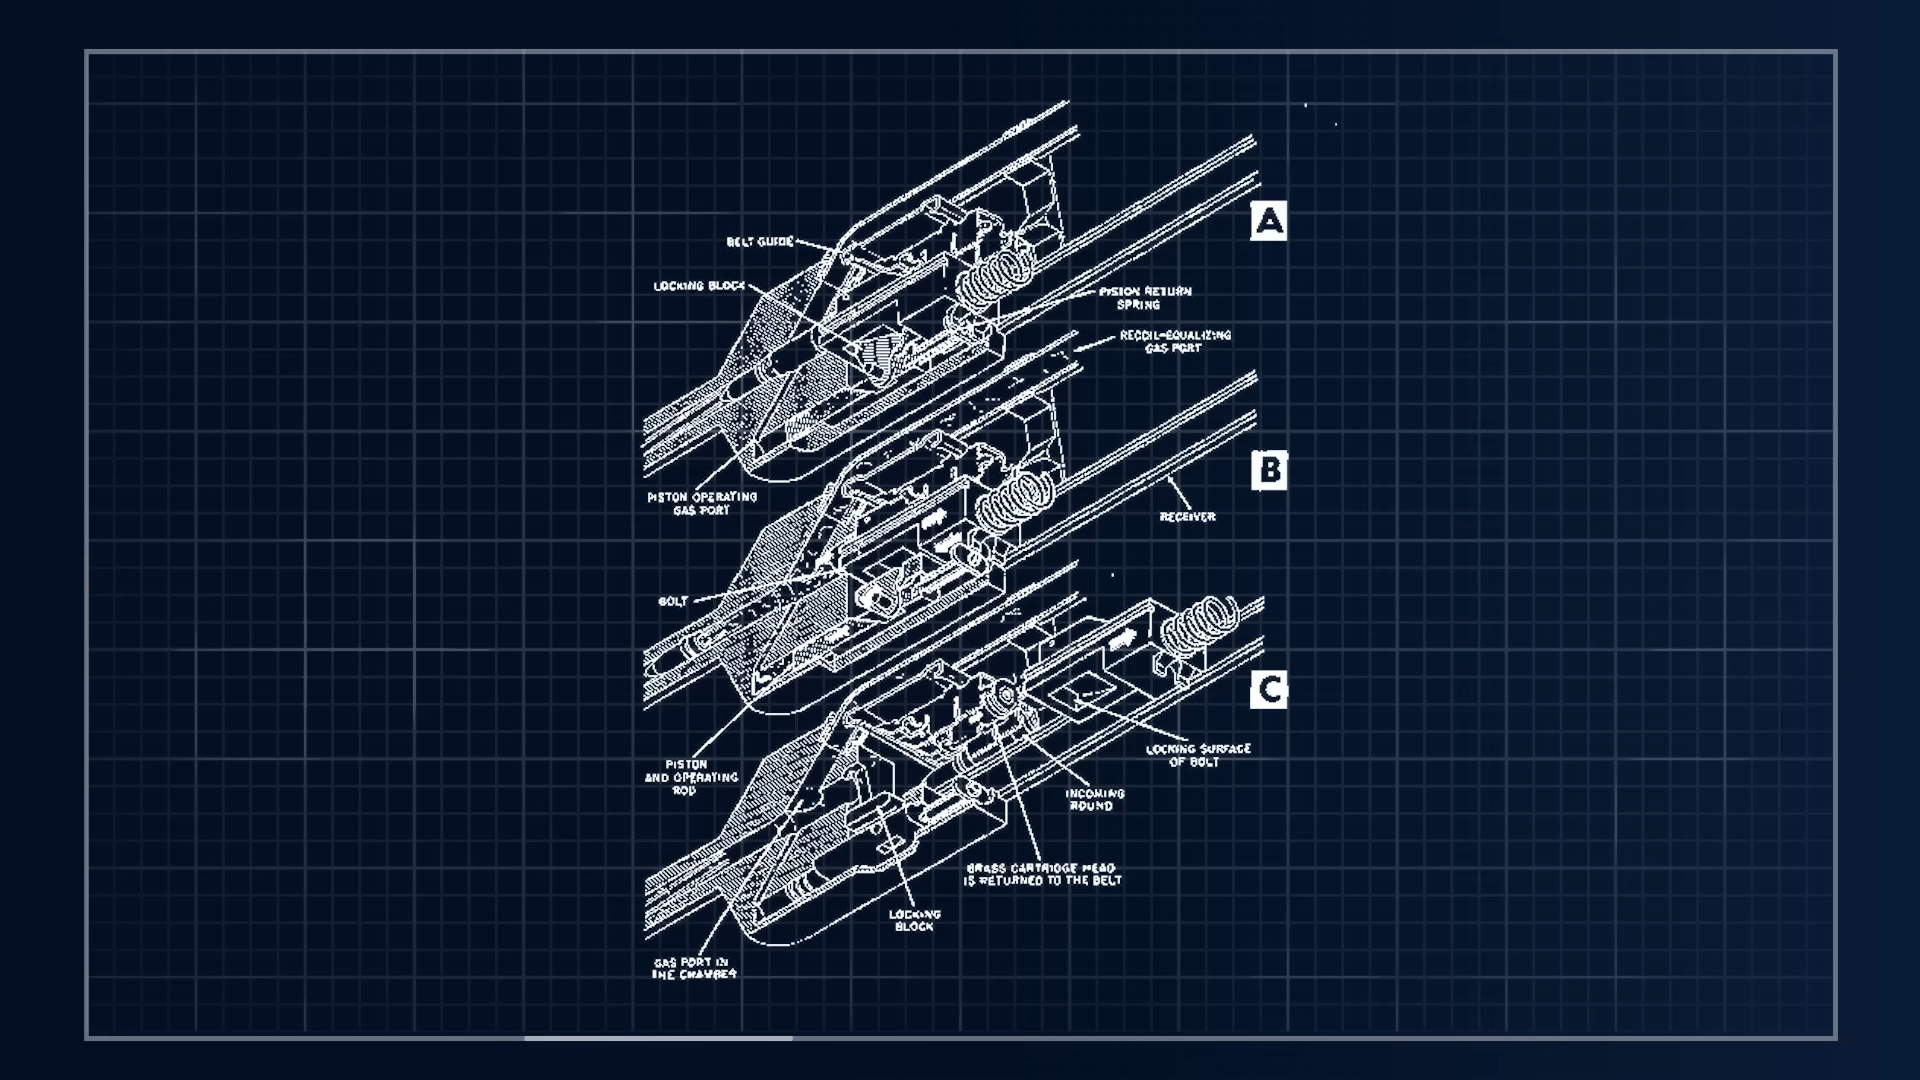 A
BELT GUIDE
LOCKING BLOCK
PISTON RETURN
SPRING
RECOIL-EQUALIZING
GAS PORT
B
PISTON OPERATING
GAS PORT
RECEIVER
BOLT
C
LOCKING SURFACE
OF BOLT
PISTON
AND OPERATING
ROD
INCOMING
ROUND
BRASS CARTRIDGE HEAD
IS RETURNED TO THE BELT
LOCKING
BLOCK
GAS PORT IN
THE CHAMBER